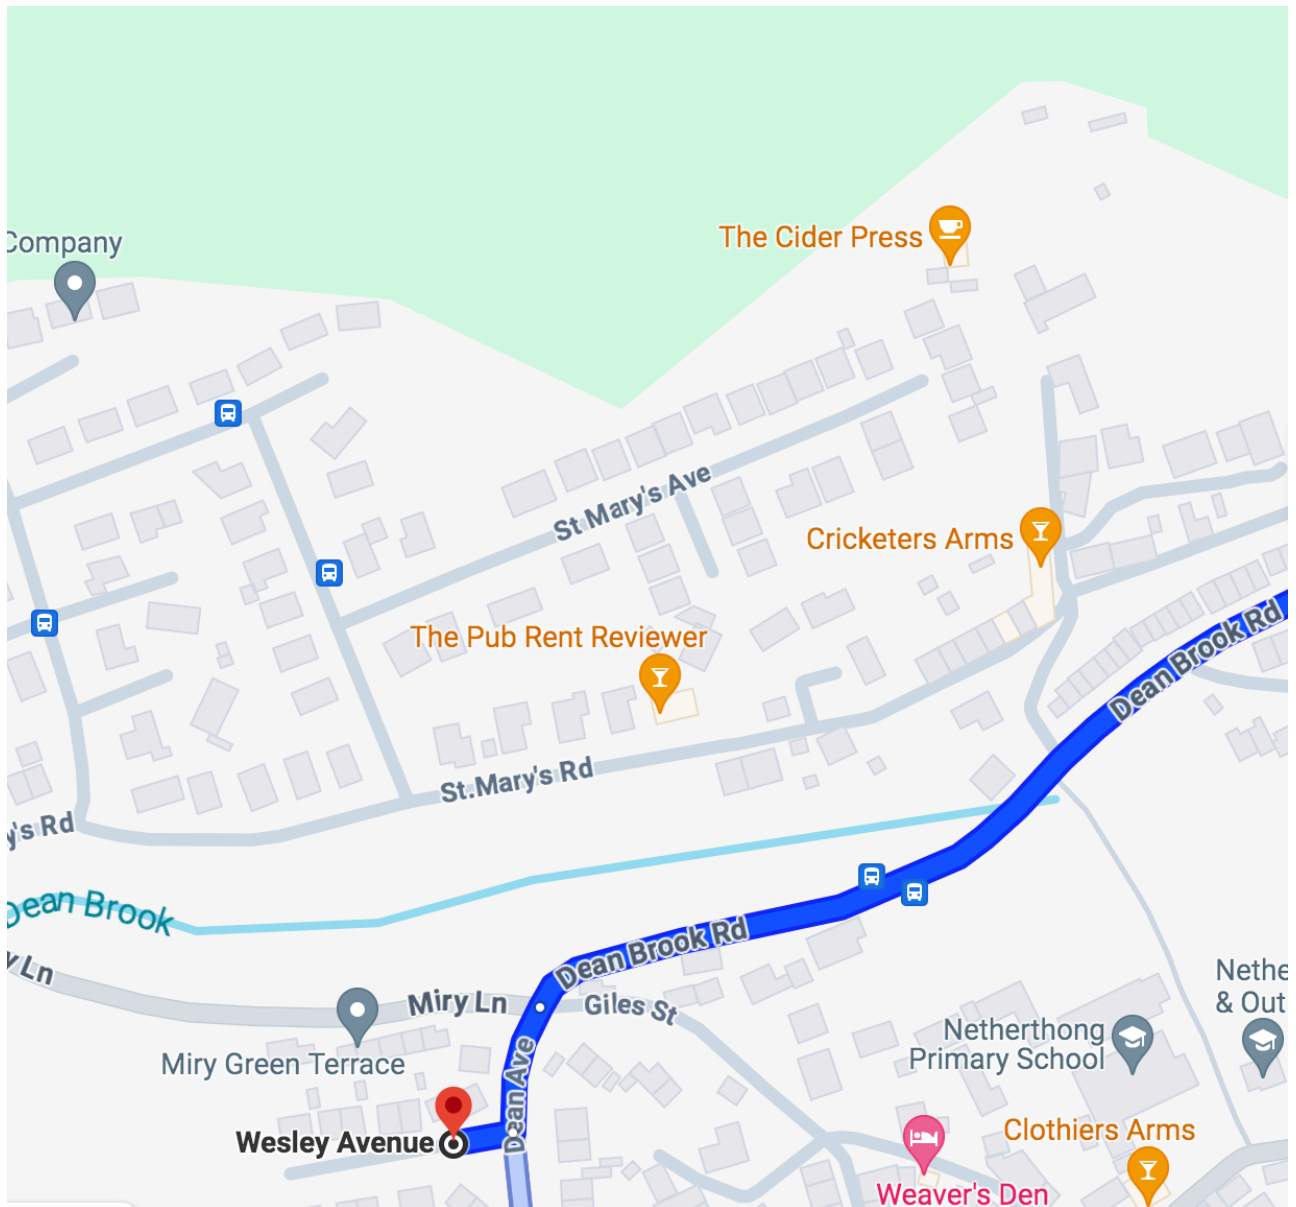 Company
The Cider Press
St Mary's Ave
Cricketers Arms
The Pub Rent Reviewer
Dean Brook Rd
St.Mary's Rd
y's Rd
Dean Brook
Dean Brook Rd
y Ln
Miry Ln
Giles St
Nethe
& Out
Netherthong
Primary School
Miry Green Terrace
Dean Ave
Wesley Avenue
Clothiers Arms
Weaver's Den